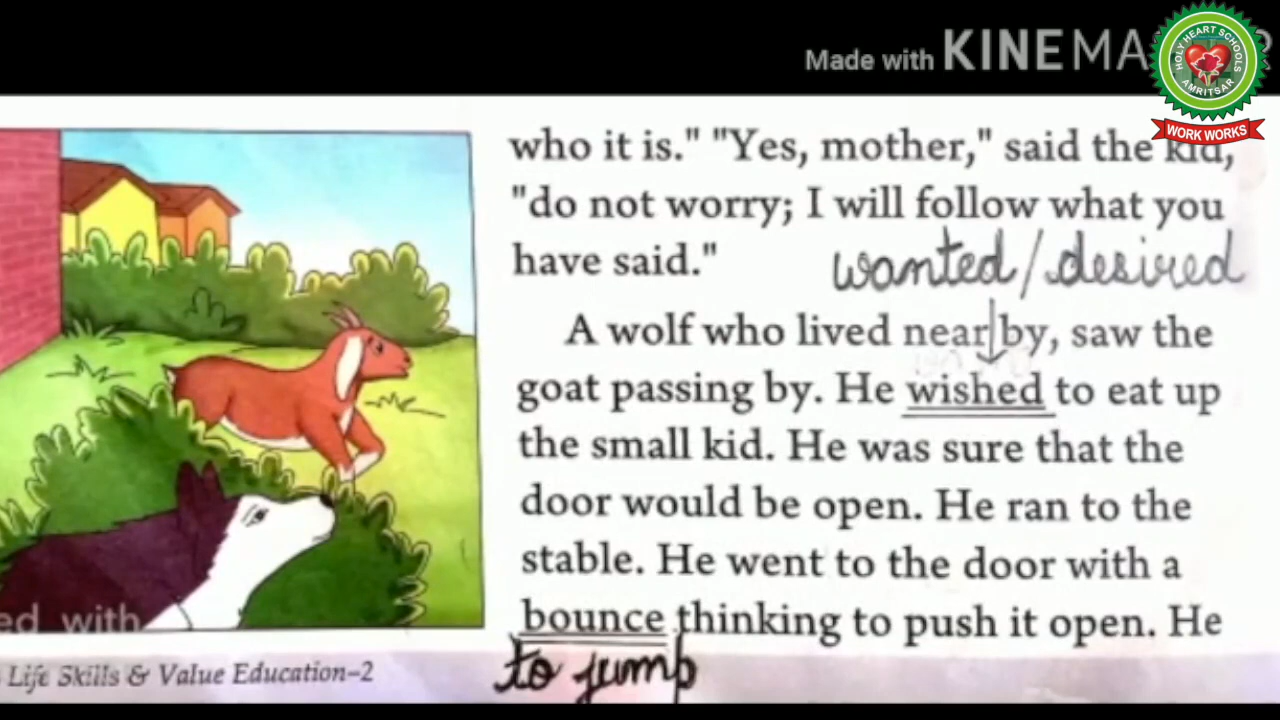 Made with KINEMA
HOLY HEART SCHOOLS
AMRITSAR
WORK WORKS
who it is." "Yes, mother," said the kid,
"do not worry; I will follow what you
have said."
wanted/desired
A wolf who lived near by, saw the
goat passing by. He wished to eat up
the small kid. He was sure that the
door would be open. He ran to the
stable. He went to the door with a
bounce thinking to push it open. He
to jump
ed with
Life Skills & Value Education-2